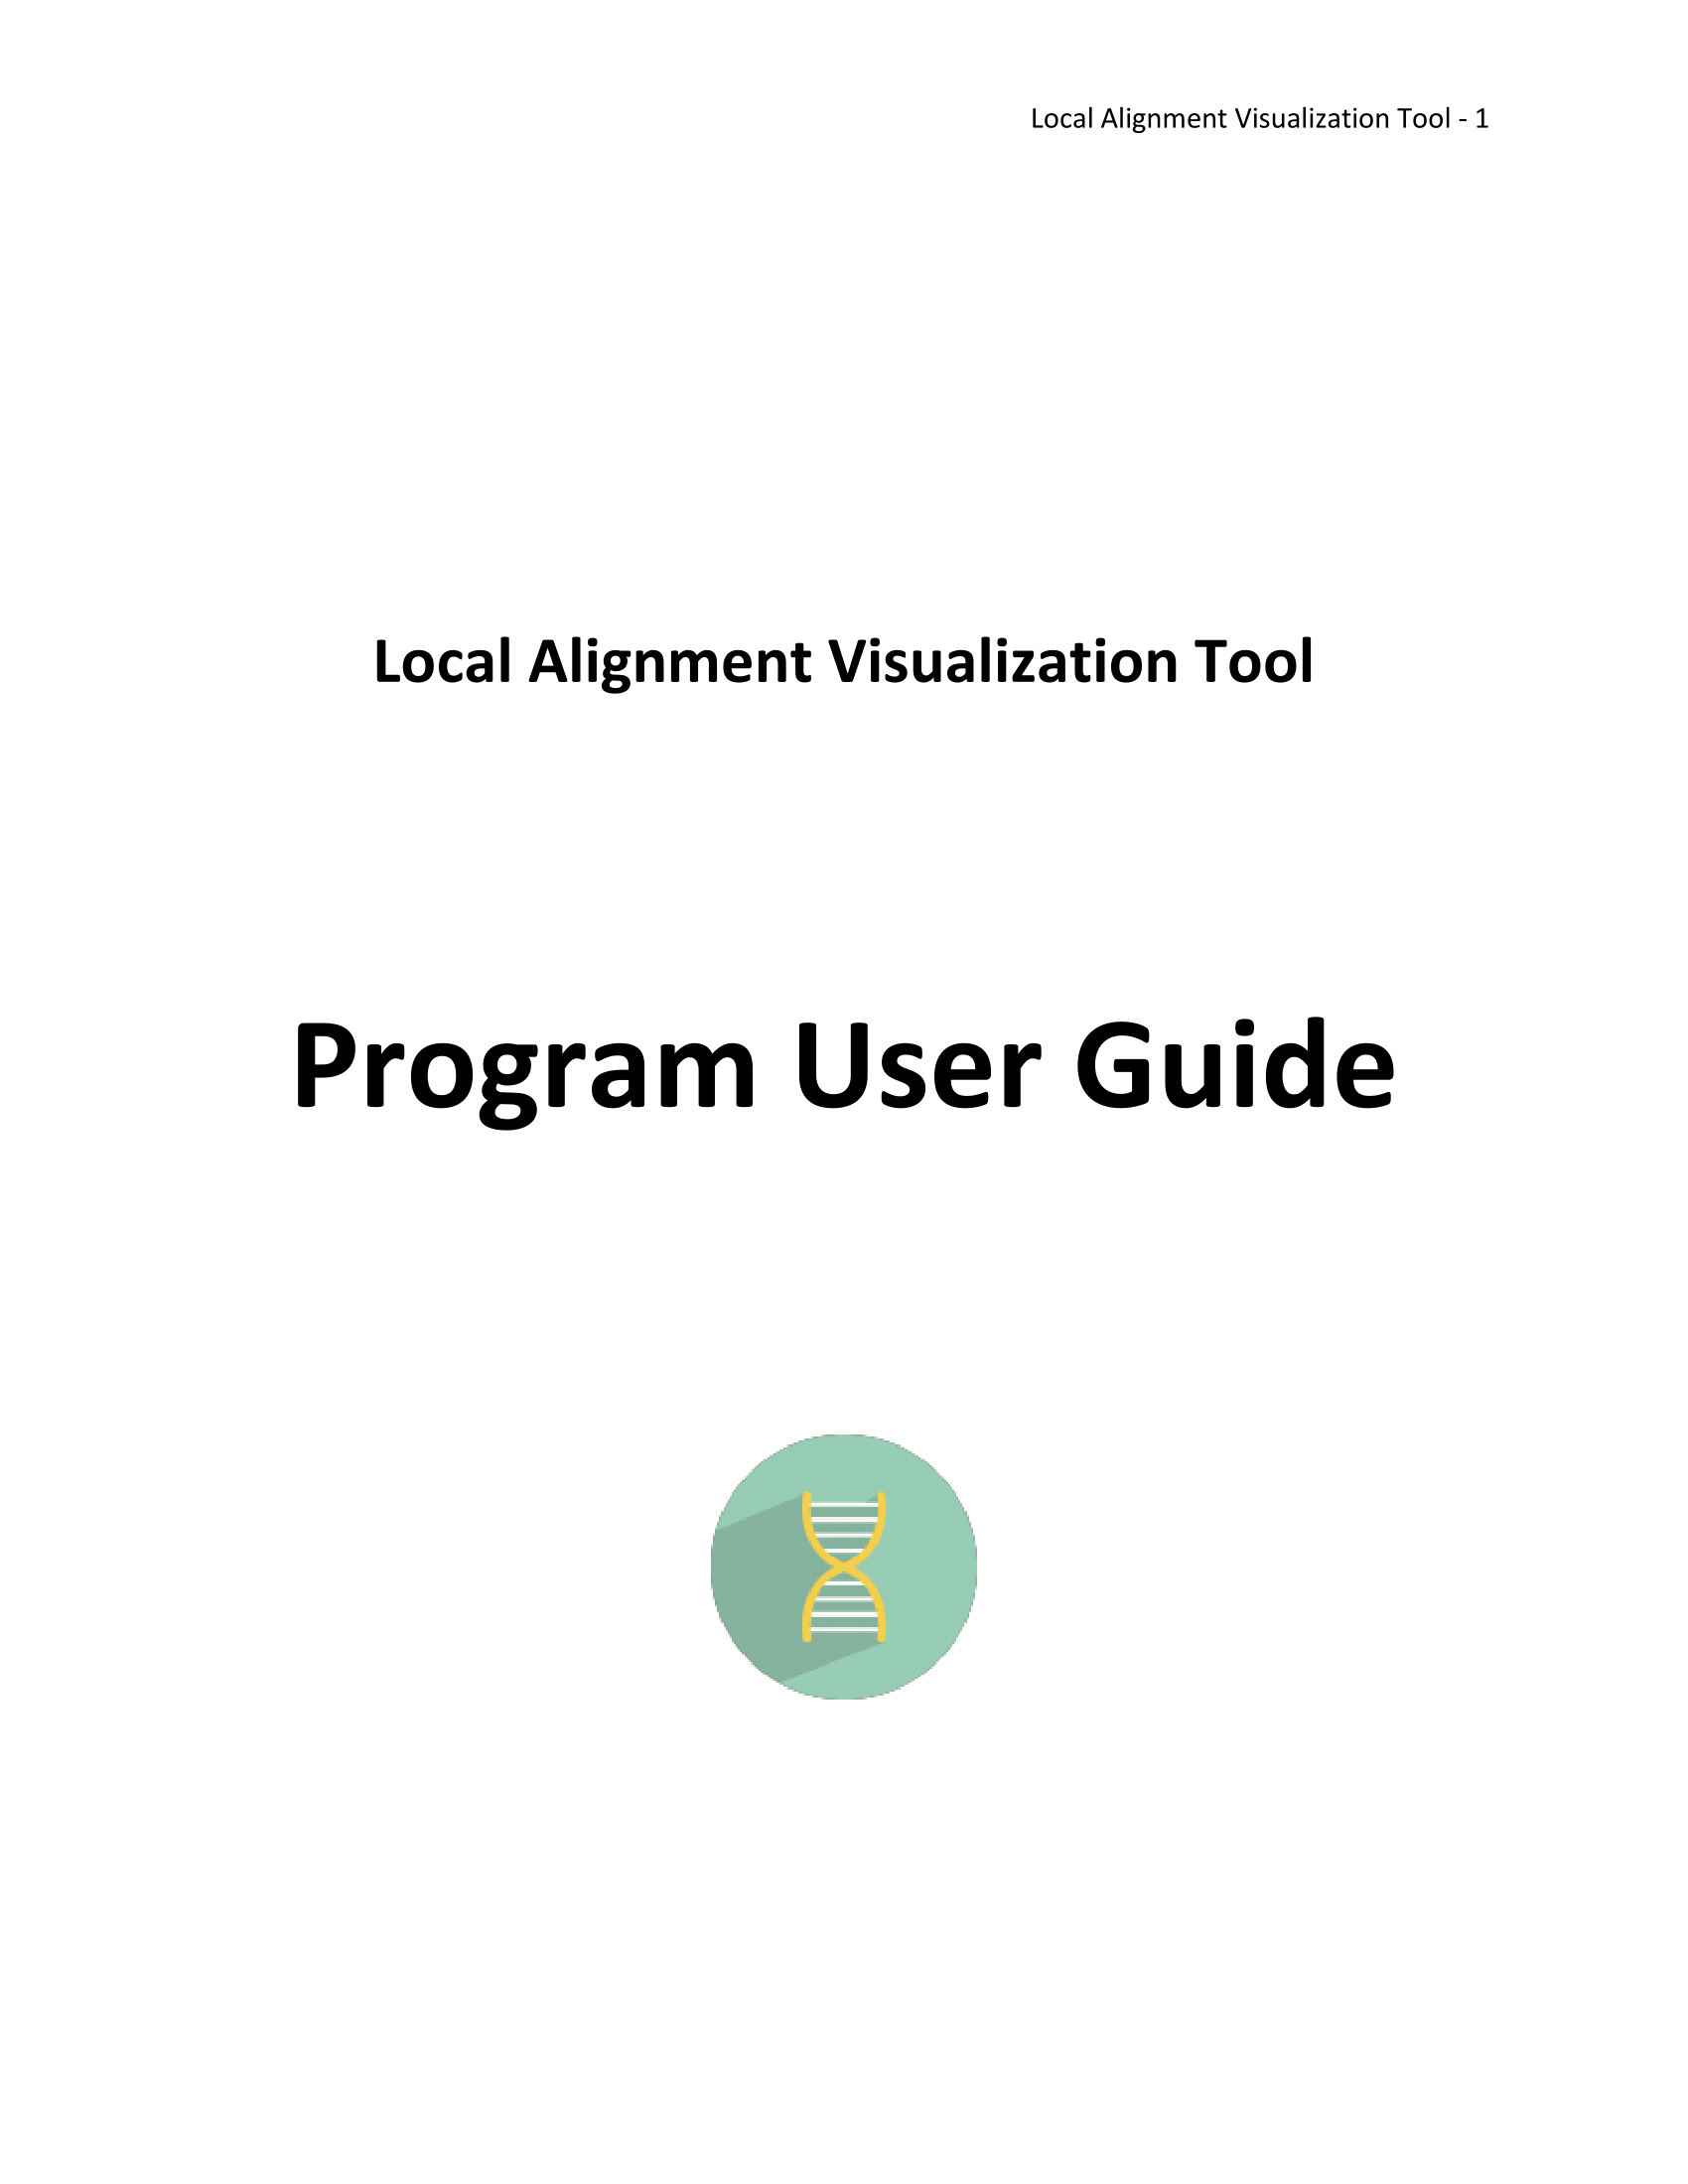 Local Alignment Visualization Tool - 1
Local Alignment Visualization Tool
Program User Guide